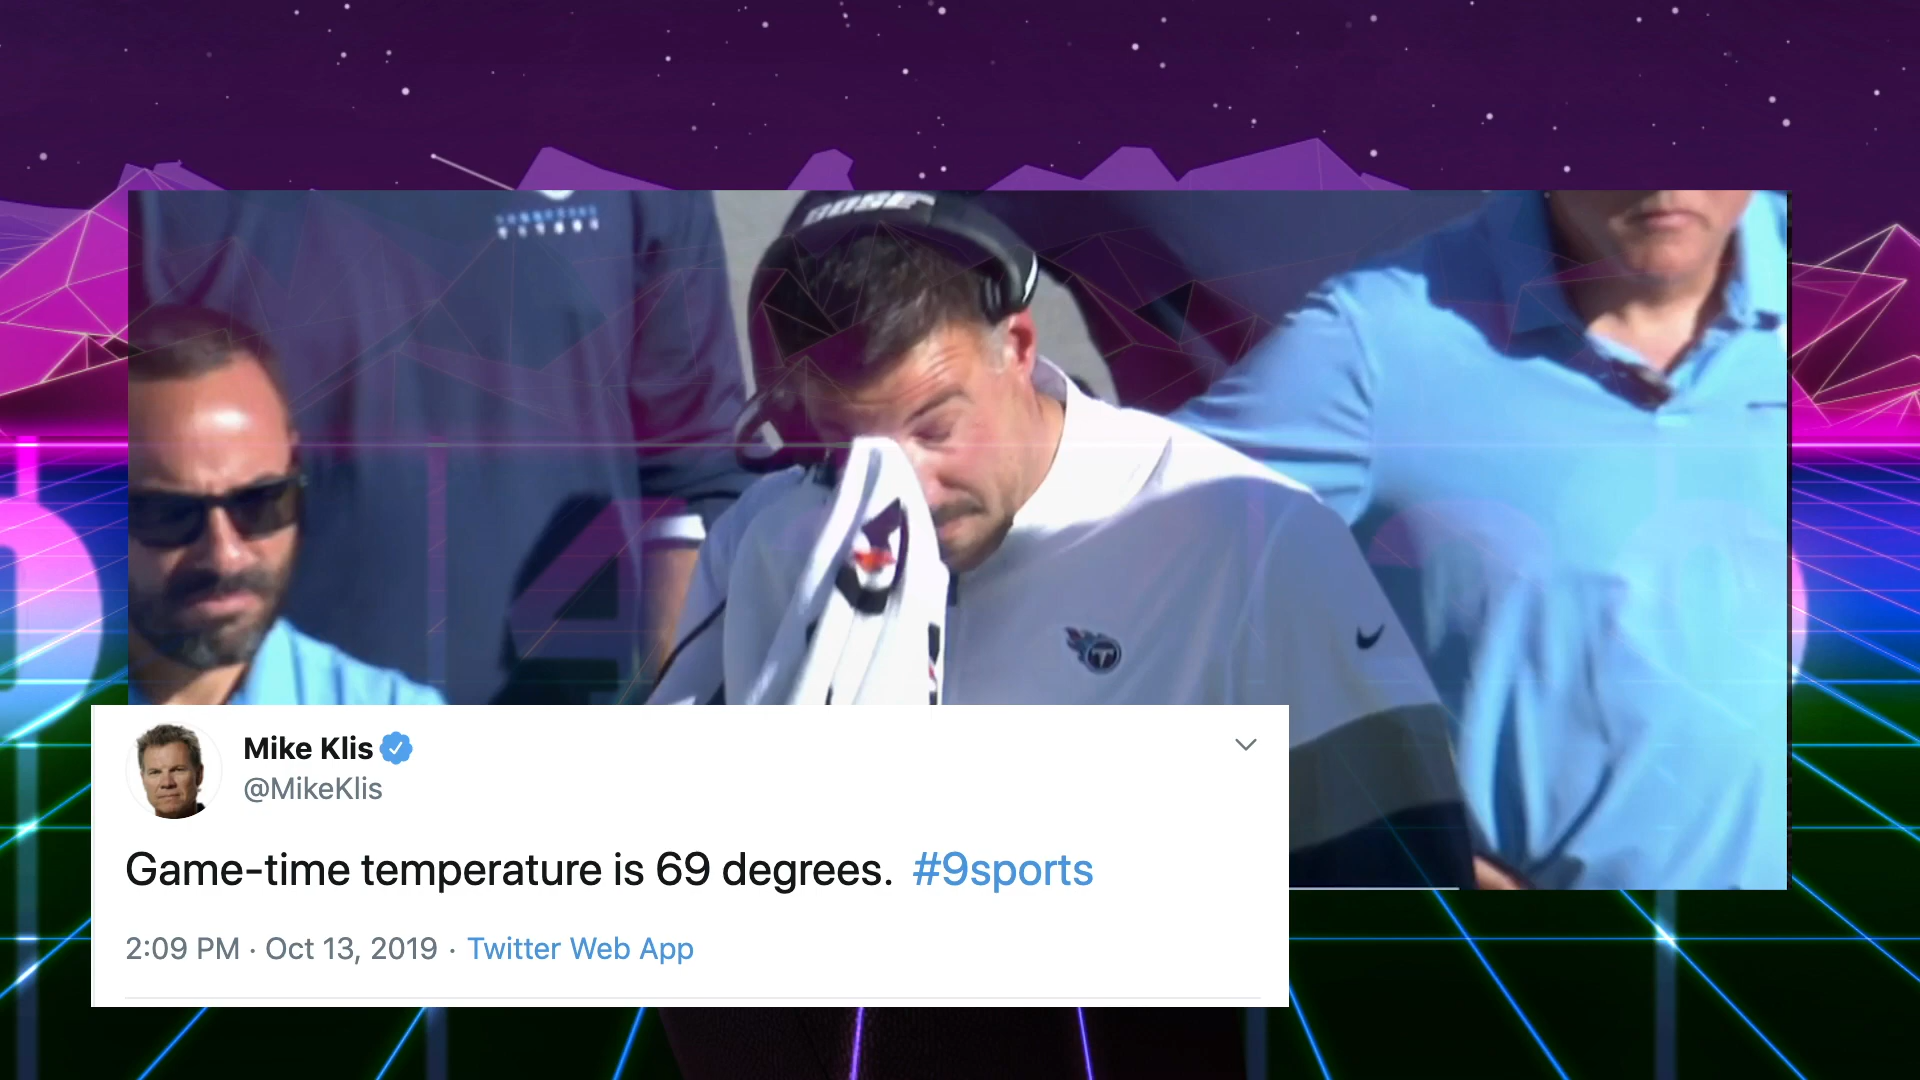 BOSE
Mike Klis
@MikeKlis
Game-time temperature is 69 degrees. #9sports
2:09 PM · Oct 13, 2019 · Twitter Web App